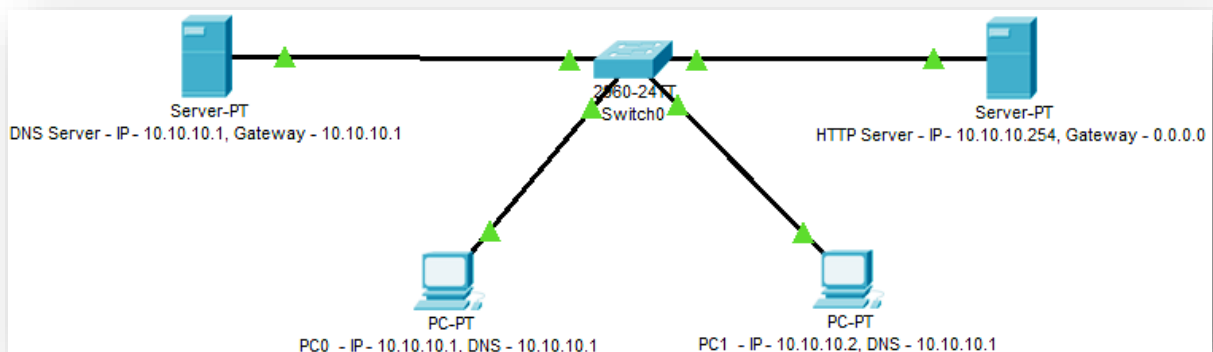 Server-PT
DNS Server - IP - 10.10.10.1, Gateway - 10.10.10.1
2960-24TT
Switch0
Server-PT
HTTP Server - IP - 10.10.10.254, Gateway - 0.0.0.0
PC-PT
PC0 - IP - 10.10.10.1, DNS - 10.10.10.1
PC-PT
PC1 - IP - 10.10.10.2, DNS - 10.10.10.1